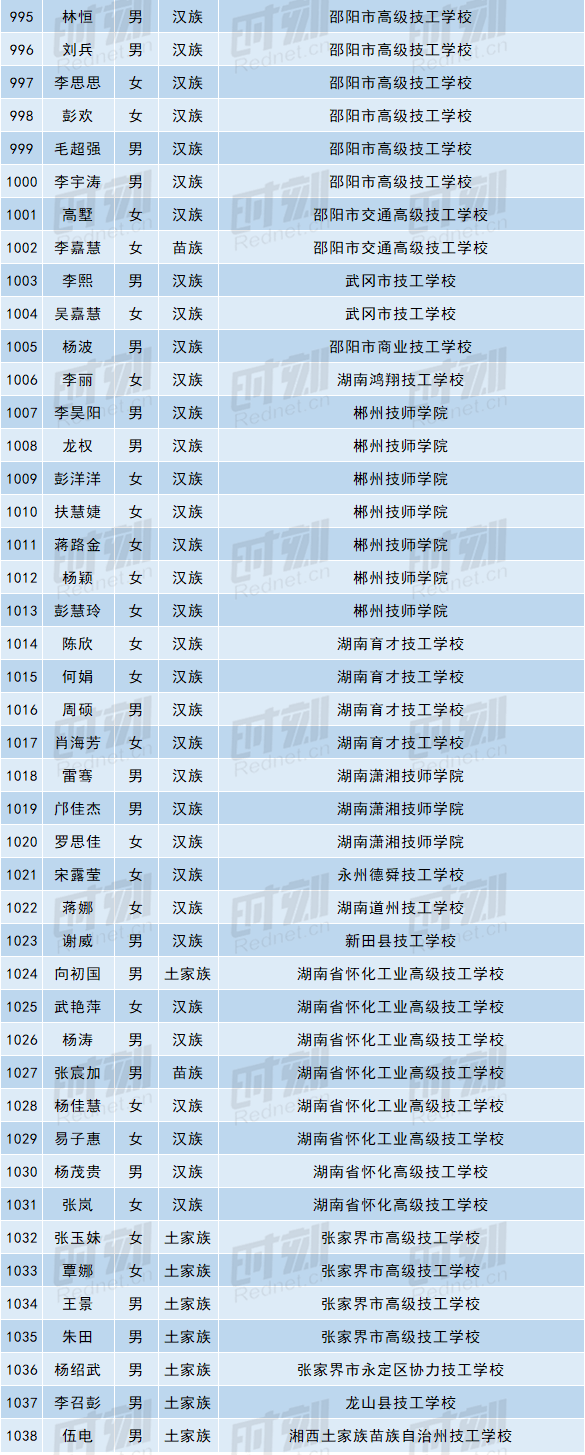 995 林恒 男 汉族 邵阳市高级技工学校
996 刘兵 男 汉族 邵阳市高级技工学校
997 李思思 女 汉族 邵阳市高级技工学校
998 彭欢 女 汉族 邵阳市高级技工学校
999 毛超强 男 汉族 邵阳市高级技工学校
1000 李宇涛 男 汉族 邵阳市高级技工学校
1001 高墅 女 汉族 邵阳市交通高级技工学校
1002 李嘉慧 女 苗族 邵阳市交通高级技工学校
1003 李熙 男 汉族 武冈市技工学校
1004 吴嘉慧 女 汉族 武冈市技工学校
1005 杨波 男 汉族 邵阳市商业技工学校
1006 李丽 女 汉族 湖南鸿翔技工学校
1007 李昊阳 男 汉族 郴州技师学院
1008 龙权 男 汉族 郴州技师学院
1009 彭洋洋 女 汉族 郴州技师学院
1010 扶慧婕 女 汉族 郴州技师学院
1011 蒋路金 女 汉族 郴州技师学院
1012 杨颖 女 汉族 郴州技师学院
1013 彭慧玲 女 汉族 郴州技师学院
1014 陈欣 女 汉族 湖南育才技工学校
1015 何娟 女 汉族 湖南育才技工学校
1016 周硕 男 汉族 湖南育才技工学校
1017 肖海芳 女 汉族 湖南育才技工学校
1018 雷骞 男 汉族 湖南潇湘技师学院
1019 邝佳杰 男 汉族 湖南潇湘技师学院
1020 罗思佳 女 汉族 湖南潇湘技师学院
1021 宋露莹 女 汉族 永州德舜技工学校
1022 蒋娜 女 汉族 湖南道州技工学校
1023 谢威 男 汉族 新田县技工学校
1024 向初国 男 土家族 湖南省怀化工业高级技工学校
1025 武艳萍 女 汉族 湖南省怀化工业高级技工学校
1026 杨涛 男 汉族 湖南省怀化工业高级技工学校
1027 张宸加 男 苗族 湖南省怀化工业高级技工学校
1028 杨佳慧 女 汉族 湖南省怀化工业高级技工学校
1029 易子惠 女 汉族 湖南省怀化工业高级技工学校
1030 杨茂贵 男 汉族 湖南省怀化高级技工学校
1031 张岚 女 汉族 湖南省怀化高级技工学校
1032 张玉妹 女 土家族 张家界市高级技工学校
1033 覃娜 女 土家族 张家界市高级技工学校
1034 王景 男 土家族 张家界市高级技工学校
1035 朱田 男 土家族 张家界市高级技工学校
1036 杨绍武 男 土家族 张家界市永定区协力技工学校
1037 李召彭 男 土家族 龙山县技工学校
1038 伍电 男 土家族 湘西土家族苗族自治州技工学校